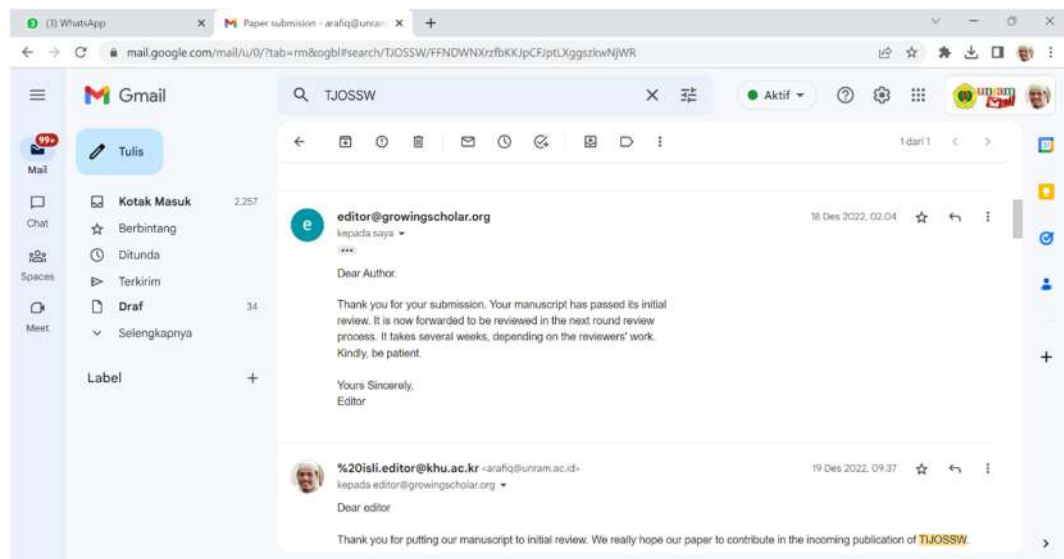 (3) WhatsApp
Paper submision - arafiq@unram
mail.google.com/mail/u/0/?tab=rm&ogbl#search/TJOSSW/FFNDWNXrzfbKKJpCFJptLXggszkwNjWR
Gmail
TJOSSW
Aktif
99+
Mail
Tulis
1 dari 1
Kotak Masuk 2.257
Chat
Berbintang
Ditunda
Spaces
Terkirim
Meet
Draf 34
Selengkapnya
Label
e
editor@growingscholar.org 18 Des 2022, 02.04
kepada saya
Dear Author.
Thank you for your submission. Your manuscript has passed its initial
review. It is now forwarded to be reviewed in the next round review
process. It takes several weeks, depending on the reviewers' work.
Kindly, be patient.
Yours Sincerely,
Editor
%20isli.editor@khu.ac.kr <arafiq@unram.ac.id> 19 Des 2022, 09.37
kepada editor@growingscholar.org
Dear editor
Thank you for putting our manuscript to initial review. We really hope our paper to contribute in the incoming publication of TIJOSSW.